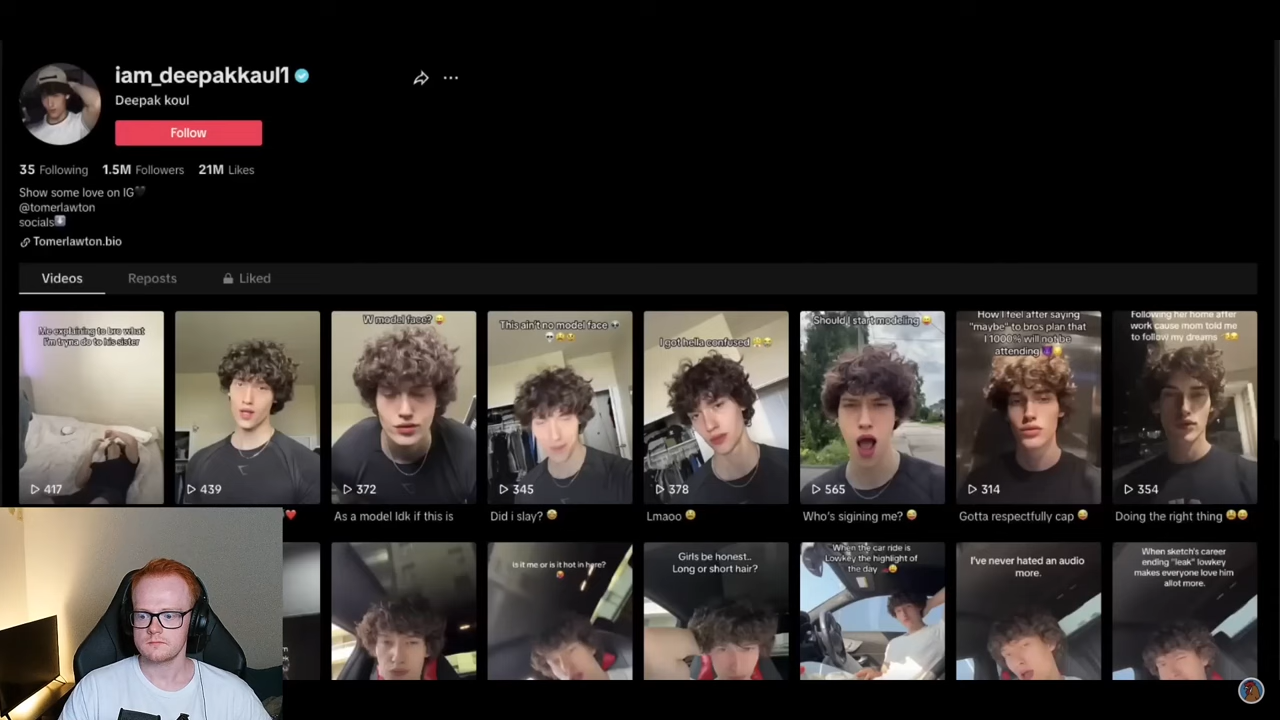 iam_deepakkaul1
Deepak koul
Follow
35 Following 1.5M Followers 21M Likes
Show some love on IG🖤
@tomerlawton
socials⬇️
Tomerlawton.bio
Videos Reposts Liked
Me explaining to bro what
I'm tryna do to his sister
417
439
W model face? 😄
372
This ain't no model face
345
I got hella confused
378
Should I start modeling
565
How I feel after saying
"maybe" to bros plan that
I 1000% will not be
attending
314
Following her home after
work cause mom told me
to follow my dreams
354
❤️
As a model Idk if this is
Did i slay?
Lmaoo
Who's sigining me? 😅
Gotta respectfully cap 😅
Doing the right thing
Is it me or is it hot in here?
Girls be honest..
Long or short hair?
When the car ride is
Lowkey the highlight of
the day
I've never hated an audio
more.
When sketch's career
ending "leak" lowkey
makes everyone love him
allot more.